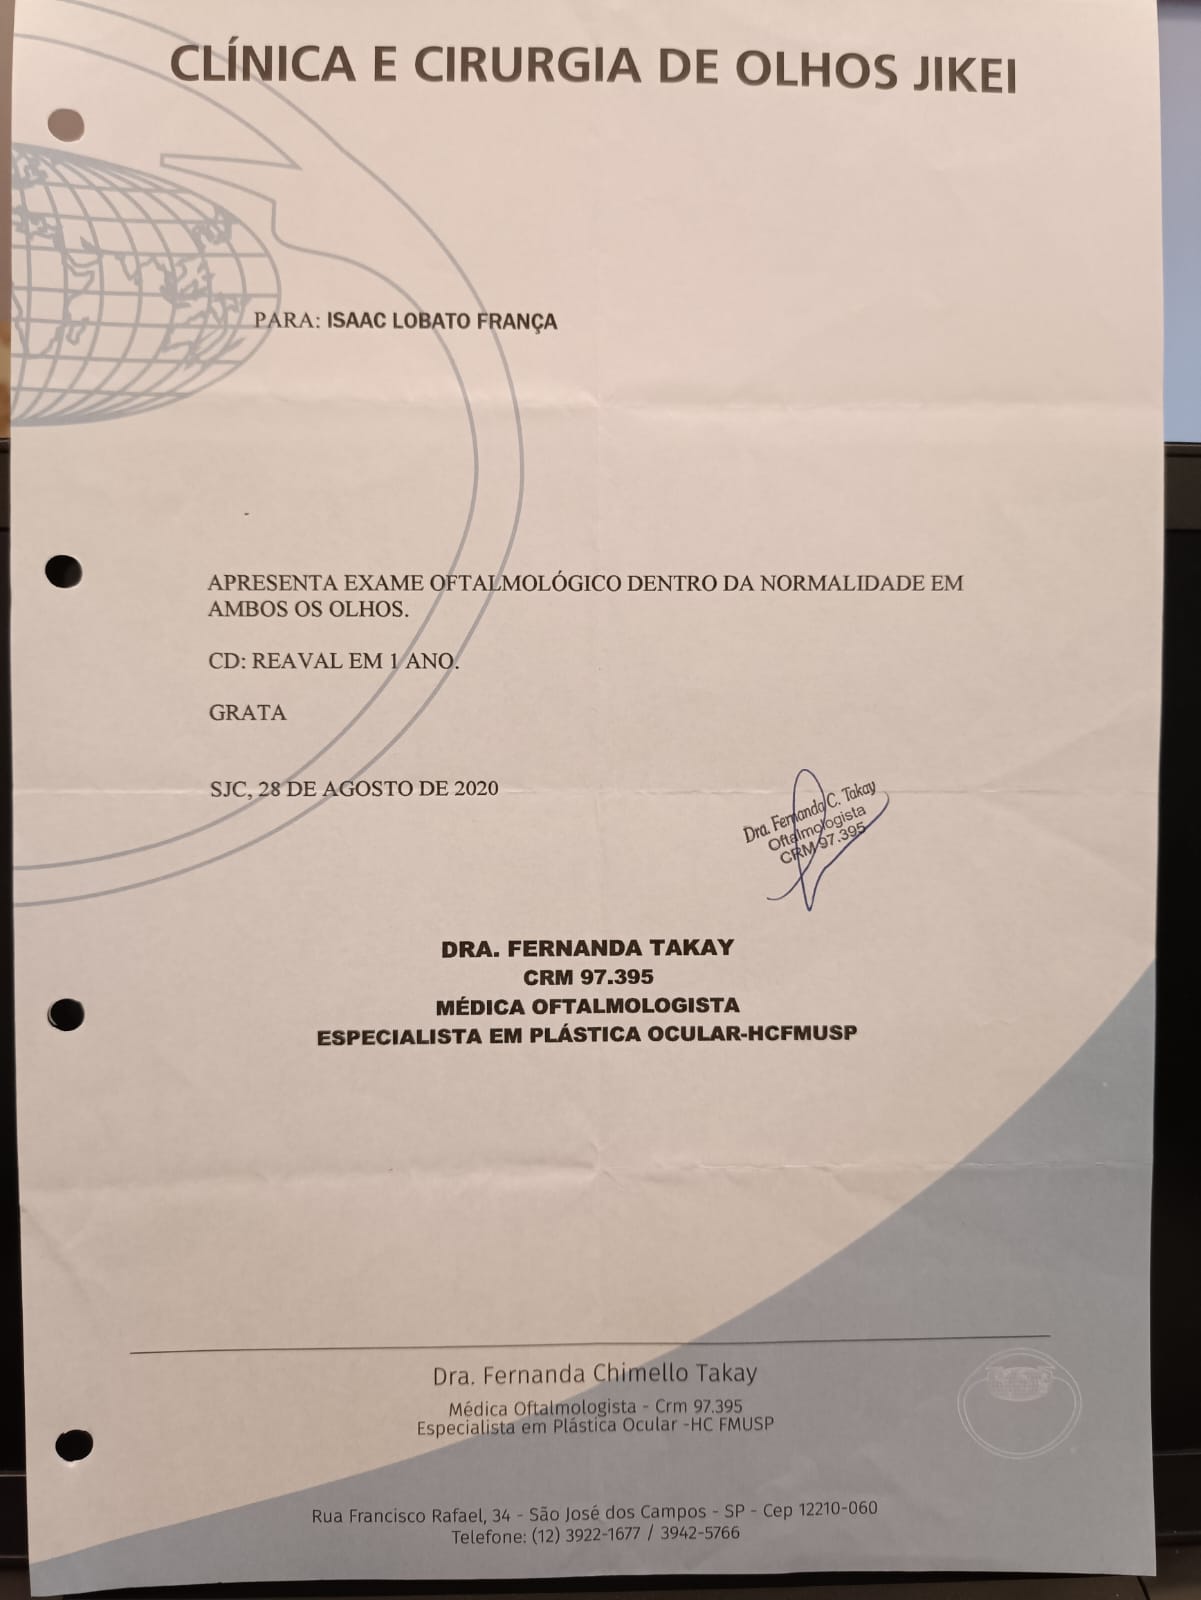 CLÍNICA E CIRURGIA DE OLHOS JIKEI
PARA: ISAAC LOBATO FRANÇA
APRESENTA EXAME OFTALMOLÓGICO DENTRO DA NORMALIDADE EM
AMBOS OS OLHOS.
CD: REAVAL EM 1 ANO.
GRATA
SJC, 28 DE AGOSTO DE 2020
Dra. Fernanda C. Takay
Oftalmologista
CRM 97.395
DRA. FERNANDA TAKAY
CRM 97.395
MÉDICA OFTALMOLOGISTA
ESPECIALISTA EM PLÁSTICA OCULAR-HCFMUSP
Dra. Fernanda Chimello Takay
Médica Oftalmologista - Crm 97.395
Especialista em Plástica Ocular -HC FMUSP
Rua Francisco Rafael, 34 - São José dos Campos - SP - Cep 12210-060
Telefone: (12) 3922-1677 / 3942-5766